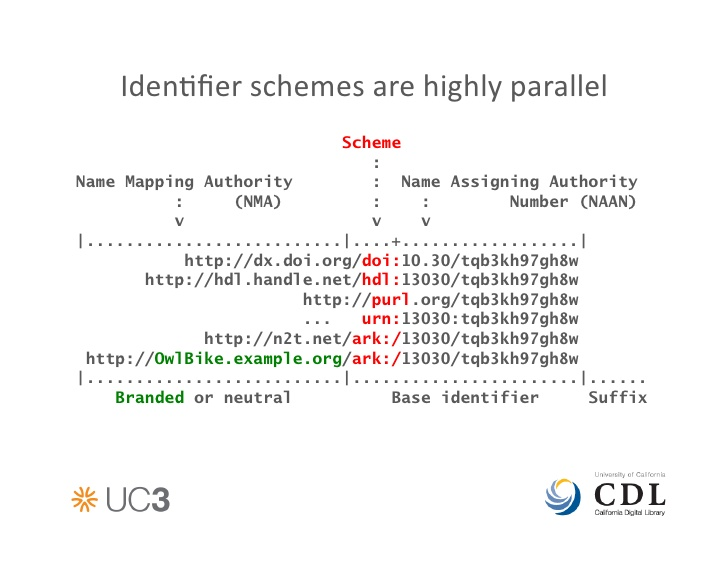 Identifier schemes are highly parallel
Scheme
:
Name Mapping Authority        :  Name Assigning Authority
:     (NMA)         :    :        Number (NAAN)
v                   v    v
|..........................|....+..................|
http://dx.doi.org/doi:10.30/tqb3kh97gh8w
http://hdl.handle.net/hdl:13030/tqb3kh97gh8w
http://purl.org/tqb3kh97gh8w
...   urn:13030:tqb3kh97gh8w
http://n2t.net/ark:/13030/tqb3kh97gh8w
http://OwlBike.example.org/ark:/13030/tqb3kh97gh8w
|..........................|.......................|......
Branded or neutral          Base identifier     Suffix
UC3
University of California
CDL
California Digital Library